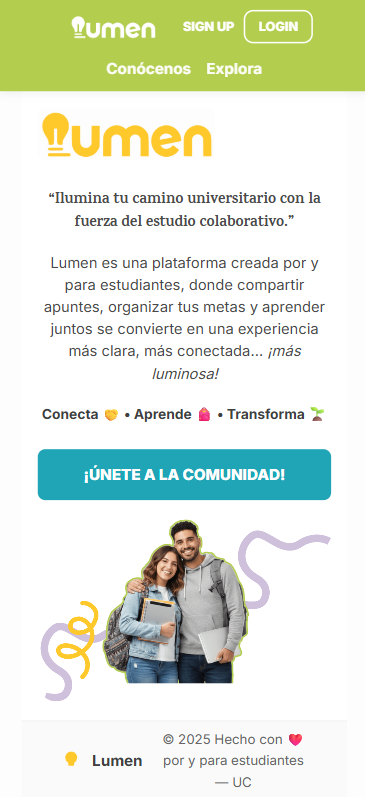 lumen SIGN UP LOGIN
Conócenos Explora
lumen
“Ilumina tu camino universitario con la
fuerza del estudio colaborativo.”
Lumen es una plataforma creada por y
para estudiantes, donde compartir
apuntes, organizar tus metas y aprender
juntos se convierte en una experiencia
más clara, más conectada... ¡más
luminosa!
Conecta 🤝 • Aprende 🎒 • Transforma 🌱
¡ÚNETE A LA COMUNIDAD!
Lumen
© 2025 Hecho con ❤️
por y para estudiantes
— UC